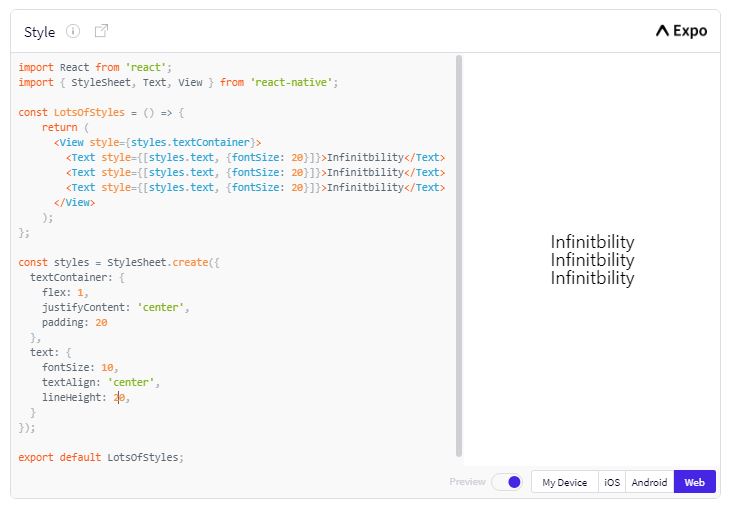 Style
Expo
import React from 'react';
import { StyleSheet, Text, View } from 'react-native';
const LotsOfStyles = () => {
return (
<View style={styles.textContainer}>
<Text style={[styles.text, {fontSize: 20}]}>Infinitbility</Text>
<Text style={[styles.text, {fontSize: 20}]}>Infinitbility</Text>
<Text style={[styles.text, {fontSize: 20}]}>Infinitbility</Text>
</View>
);
};
const styles = StyleSheet.create({
textContainer: {
flex: 1,
justifyContent: 'center',
padding: 20
},
text: {
fontSize: 10,
textAlign: 'center',
lineHeight: 20,
}
});
export default LotsOfStyles;
Infinitbility
Infinitbility
Infinitbility
Preview
My Device iOS Android Web